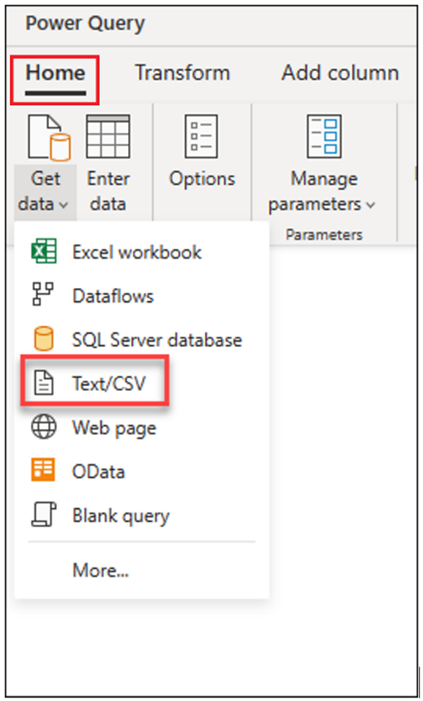 Power Query
Home Transform Add column
Get data Enter data Options Manage parameters
Parameters
Excel workbook
Dataflows
SQL Server database
Text/CSV
Web page
OData
Blank query
More...